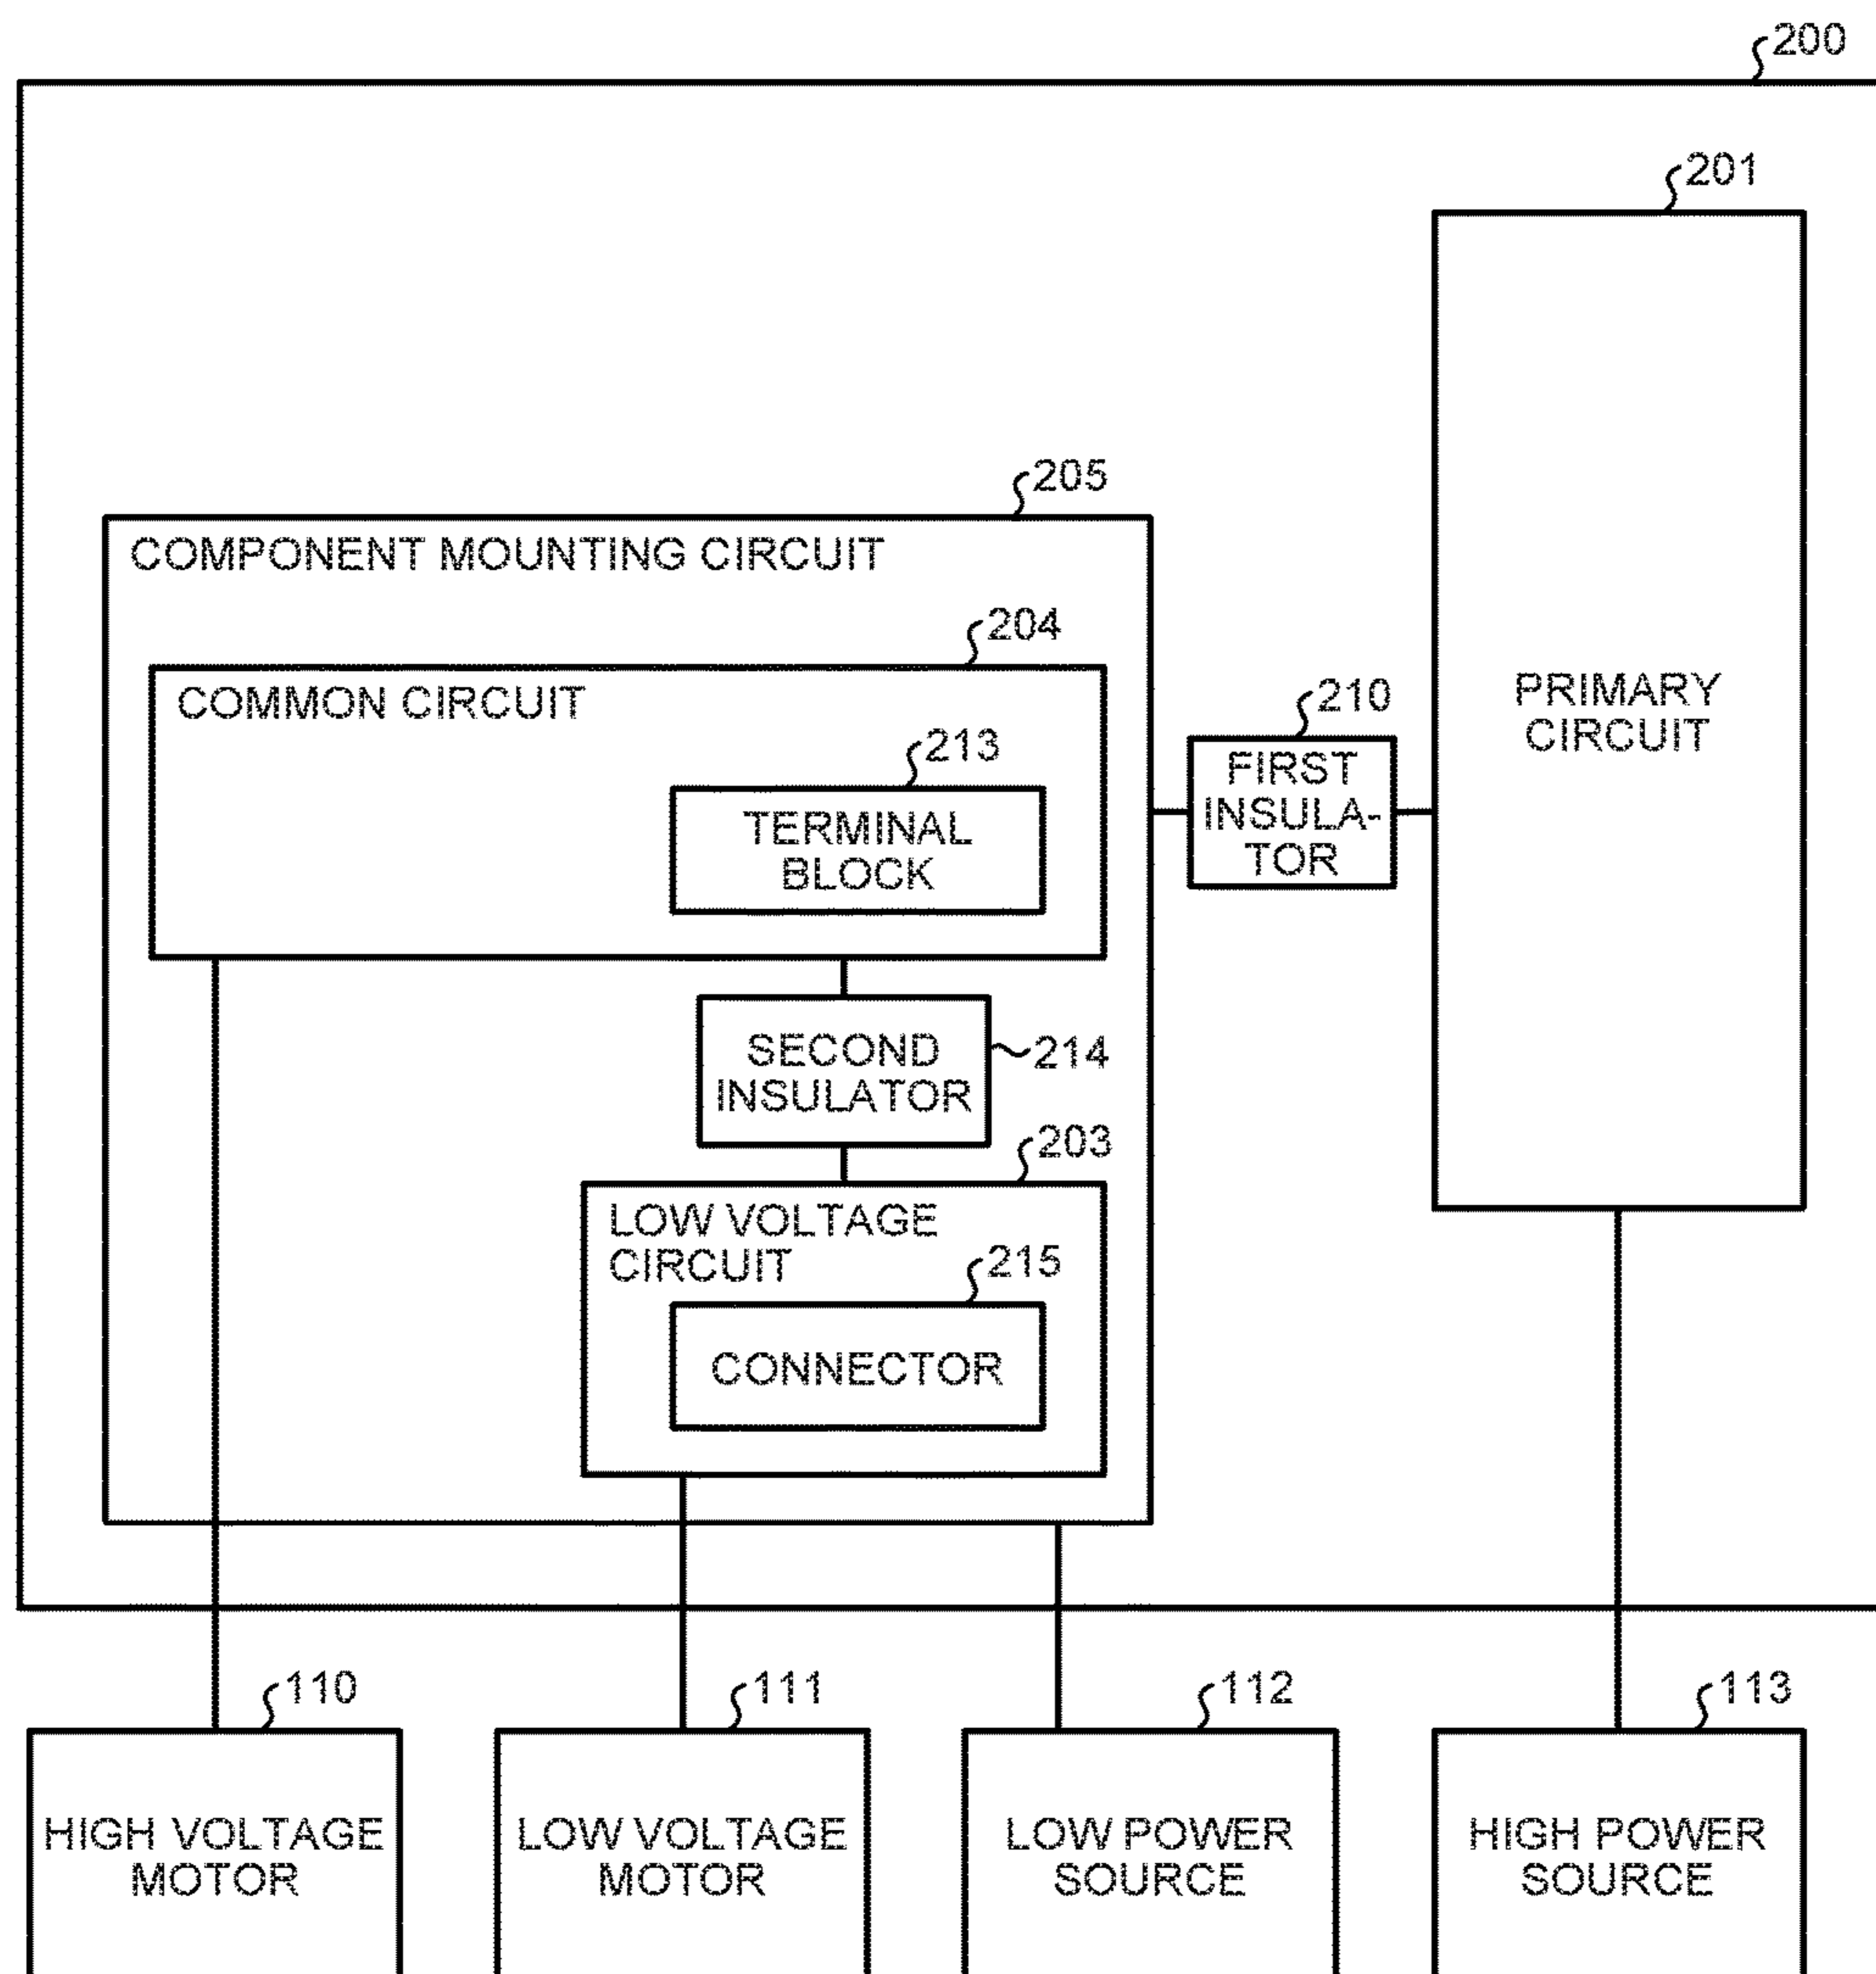 200
201
205
COMPONENT MOUNTING CIRCUIT
204
COMMON CIRCUIT
213
TERMINAL
BLOCK
210
FIRST
INSULA-
TOR
PRIMARY
CIRCUIT
SECOND
INSULATOR
214
203
LOW VOLTAGE
CIRCUIT
215
CONNECTOR
110
HIGH VOLTAGE
MOTOR
111
LOW VOLTAGE
MOTOR
112
LOW POWER
SOURCE
113
HIGH POWER
SOURCE